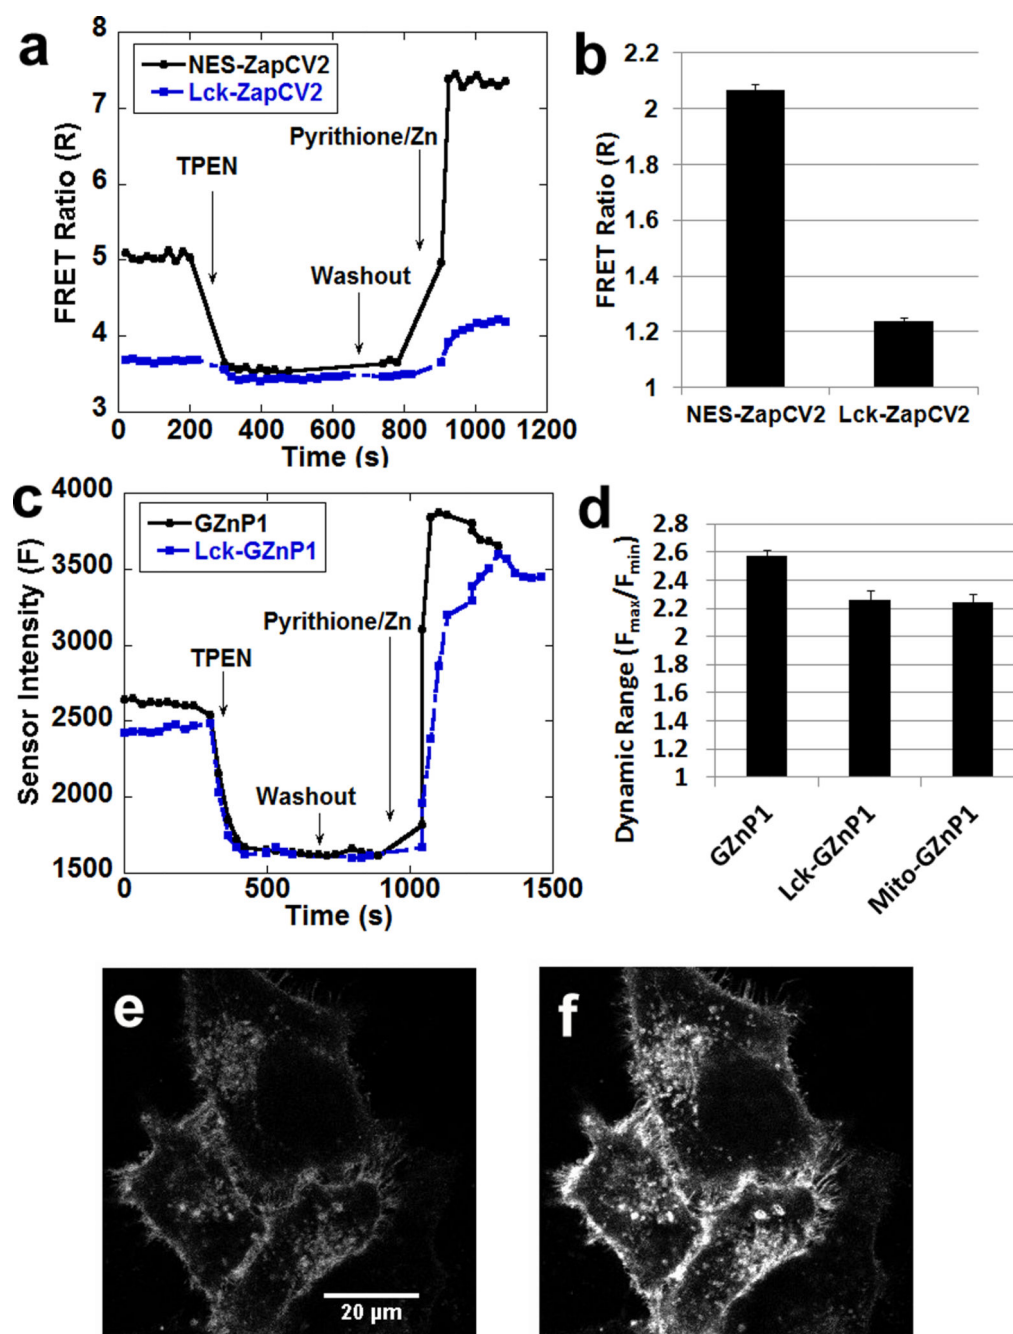 a
8
7
6
5
4
3
FRET Ratio (R)
NES-ZapCV2
Lck-ZapCV2
TPEN
Pyrithione/Zn
Washout
0 200 400 600 800 1000 1200
Time (s)
b
2.2
2
1.8
1.6
1.4
1.2
1
FRET Ratio (R)
NES-ZapCV2 Lck-ZapCV2
c
4000
3500
3000
2500
2000
1500
Sensor Intensity (F)
GZnP1
Lck-GZnP1
TPEN
Pyrithione/Zn
Washout
0 500 1000 1500
Time (s)
d
2.8
2.6
2.4
2.2
2
1.8
1.6
1.4
1.2
1
Dynamic Range (Fmax/Fmin)
GZnP1
Lck-GZnP1
Mito-GZnP1
e
20 µm
f